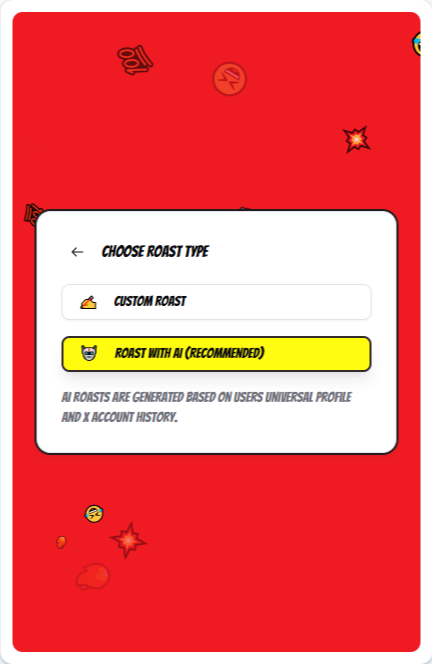 100
CHOOSE ROAST TYPE
CUSTOM ROAST
ROAST WITH AI (RECOMMENDED)
AI ROASTS ARE GENERATED BASED ON USERS UNIVERSAL PROFILE
AND X ACCOUNT HISTORY.